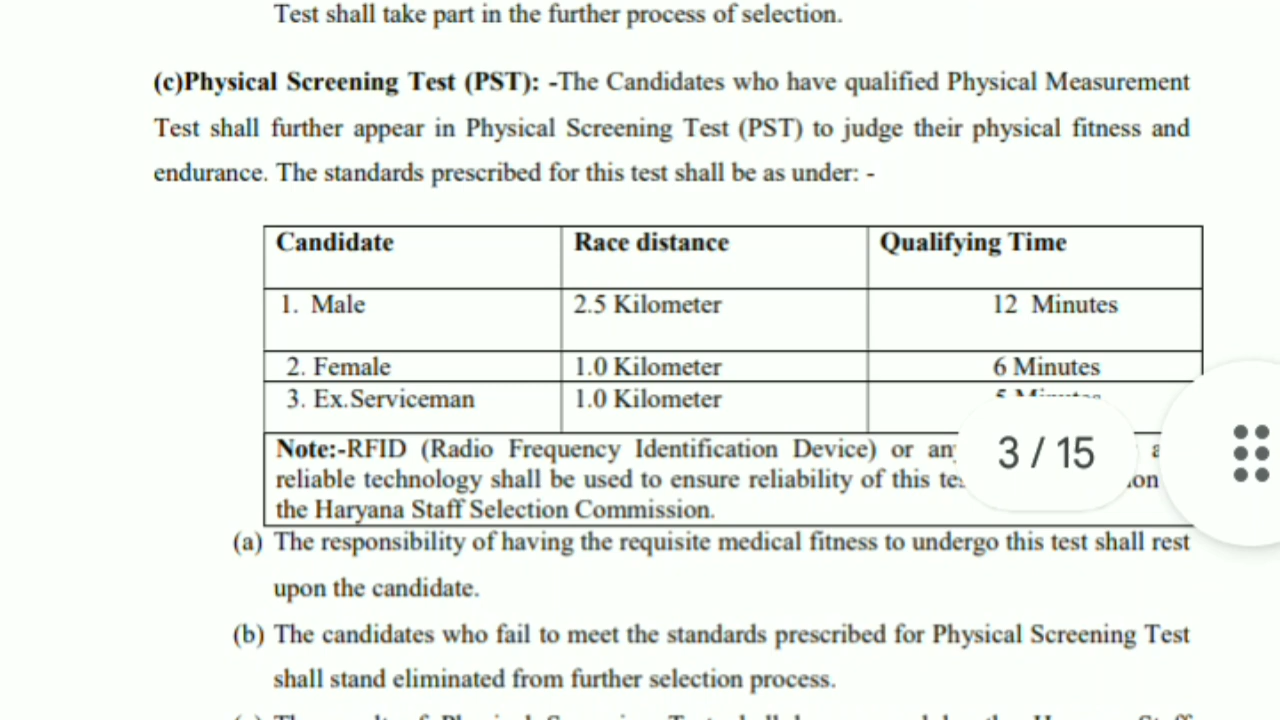 Test shall take part in the further process of selection.
(c)Physical Screening Test (PST): -The Candidates who have qualified Physical Measurement
Test shall further appear in Physical Screening Test (PST) to judge their physical fitness and
endurance. The standards prescribed for this test shall be as under: -
Candidate Race distance Qualifying Time
1. Male 2.5 Kilometer 12 Minutes
2. Female 1.0 Kilometer 6 Minutes
3. Ex.Serviceman 1.0 Kilometer 5 Minutes
Note:-RFID (Radio Frequency Identification Device) or
reliable technology shall be used to ensure reliability of this
the Haryana Staff Selection Commission.
3 / 15
(a) The responsibility of having the requisite medical fitness to undergo this test shall rest
upon the candidate.
(b) The candidates who fail to meet the standards prescribed for Physical Screening Test
shall stand eliminated from further selection process.